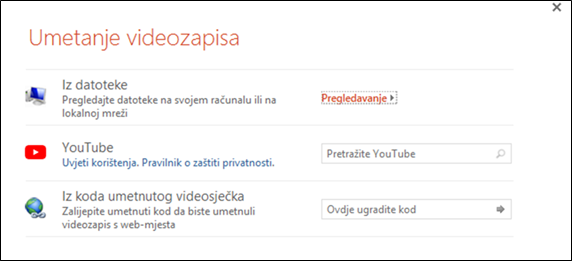 Umetanje videozapisa
Iz datoteke
Pregledajte datoteke na svojem računalu ili na
lokalnoj mreži
Pregledavanje
YouTube
Uvjeti korištenja. Pravilnik o zaštiti privatnosti.
Pretražite YouTube
Iz koda umetnutog videosječka
Zalijepite umetnuti kod da biste umetnuli
videozapis s web-mjesta
Ovdje ugradite kod